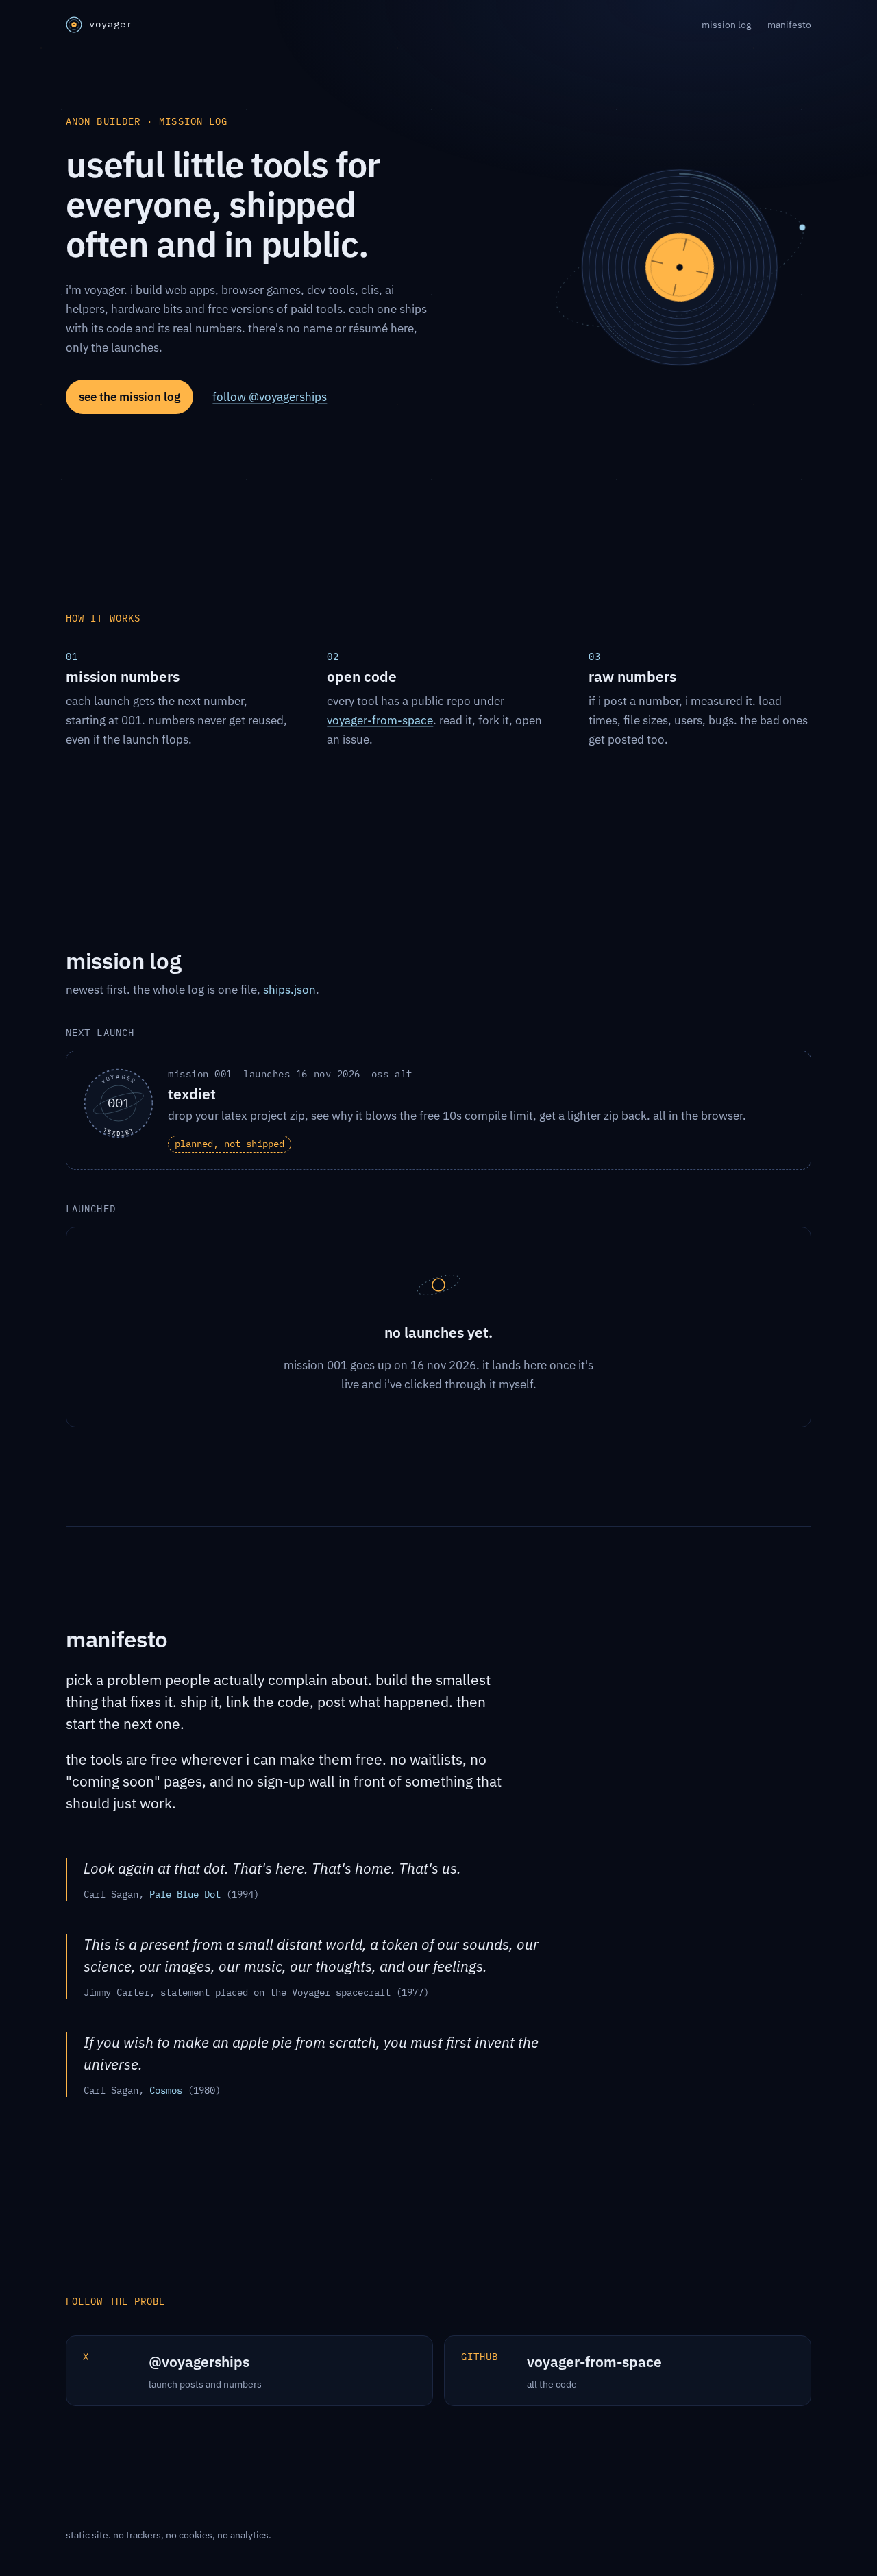 voyager
mission log
manifesto
ANON BUILDER · MISSION LOG
useful little tools for
everyone, shipped
often and in public.
i'm voyager. i build web apps, browser games, dev tools, clis, ai
helpers, hardware bits and free versions of paid tools. each one ships
with its code and its real numbers. there's no name or résumé here,
only the launches.
see the mission log
follow @voyagerships
HOW IT WORKS
01
mission numbers
each launch gets the next number,
starting at 001. numbers never get reused,
even if the launch flops.
02
open code
every tool has a public repo under
voyager-from-space. read it, fork it, open
an issue.
03
raw numbers
if i post a number, i measured it. load
times, file sizes, users, bugs. the bad ones
get posted too.
mission log
newest first. the whole log is one file, ships.json.
NEXT LAUNCH
VOYAGER
001
TEXDIET
mission 001 launches 16 nov 2026 oss alt
texdiet
drop your latex project zip, see why it blows the free 10s compile limit, get a lighter zip back. all in the browser.
planned, not shipped
LAUNCHED
no launches yet.
mission 001 goes up on 16 nov 2026. it lands here once it's
live and i've clicked through it myself.
manifesto
pick a problem people actually complain about. build the smallest
thing that fixes it. ship it, link the code, post what happened. then
start the next one.
the tools are free wherever i can make them free. no waitlists, no
"coming soon" pages, and no sign-up wall in front of something that
should just work.
Look again at that dot. That's here. That's home. That's us.
Carl Sagan, Pale Blue Dot (1994)
This is a present from a small distant world, a token of our sounds, our
science, our images, our music, our thoughts, and our feelings.
Jimmy Carter, statement placed on the Voyager spacecraft (1977)
If you wish to make an apple pie from scratch, you must first invent the
universe.
Carl Sagan, Cosmos (1980)
FOLLOW THE PROBE
X
@voyagerships
launch posts and numbers
GITHUB
voyager-from-space
all the code
static site. no trackers, no cookies, no analytics.